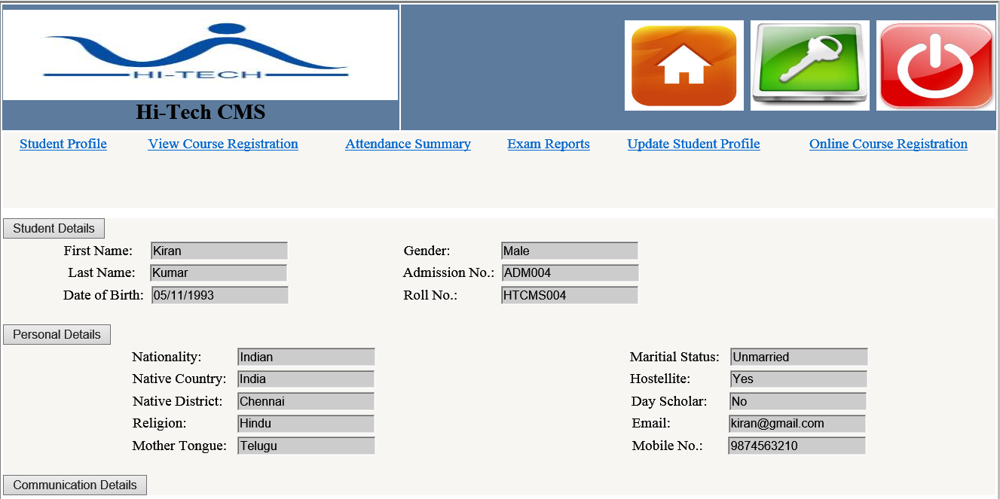 HI-TECH
Hi-Tech CMS
Student Profile View Course Registration Attendance Summary Exam Reports Update Student Profile Online Course Registration
Student Details
First Name: Kiran Gender: Male
Last Name: Kumar Admission No.: ADM004
Date of Birth: 05/11/1993 Roll No.: HTCMS004
Personal Details
Nationality: Indian Maritial Status: Unmarried
Native Country: India Hostellite: Yes
Native District: Chennai Day Scholar: No
Religion: Hindu Email: kiran@gmail.com
Mother Tongue: Telugu Mobile No.: 9874563210
Communication Details